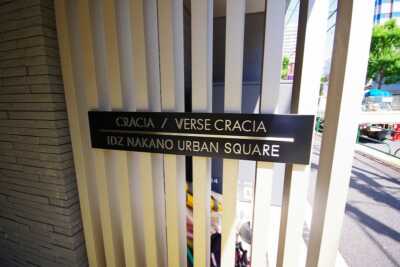 CRACIA / VERSE CRACIA
IDZ NAKANO URBAN SQUARE